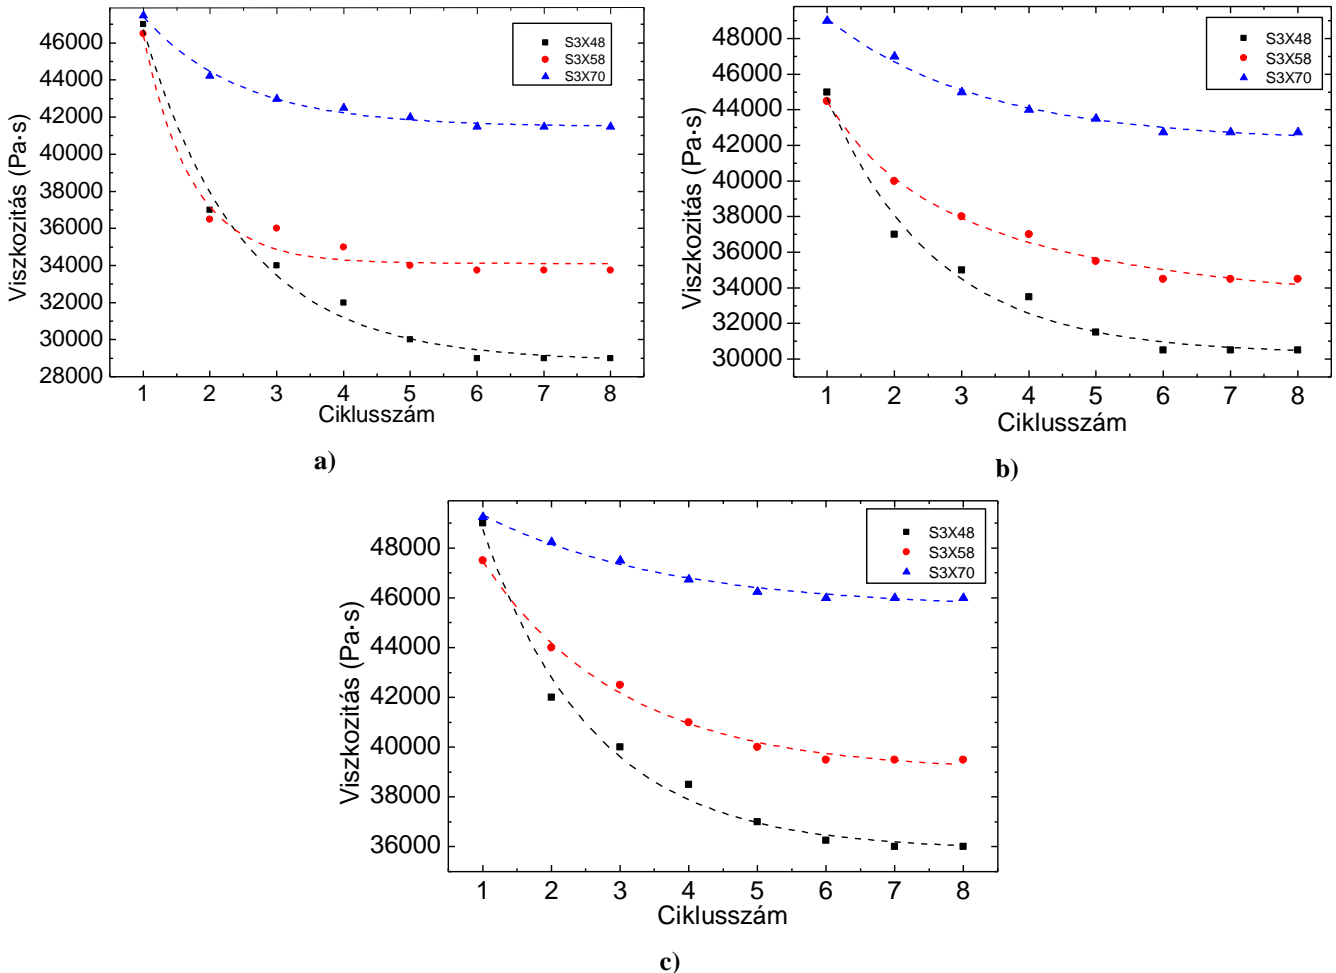 46000
44000
42000
40000
38000
36000
34000
32000
30000
28000
Viszkozitás (Pa·s)
S3X48
S3X58
S3X70
1 2 3 4 5 6 7 8
Ciklusszám
a)
48000
46000
44000
42000
40000
38000
36000
34000
32000
30000
Viszkozitás (Pa·s)
S3X48
S3X58
S3X70
1 2 3 4 5 6 7 8
Ciklusszám
b)
48000
46000
44000
42000
40000
38000
36000
Viszkozitás (Pa·s)
S3X48
S3X58
S3X70
1 2 3 4 5 6 7 8
Ciklusszám
c)